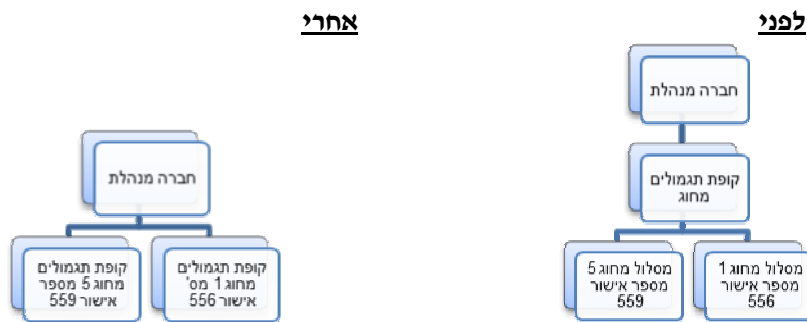 לפני
חברה מנהלת
קופת תגמולים
מחוג
מסלול מחוג 1
מספר אישור
556
מסלול מחוג 5
מספר אישור
559
אחרי
חברה מנהלת
קופת תגמולים
מחוג 1 מס'
אישור 556
קופת תגמולים
מחוג 5 מספר
אישור 559